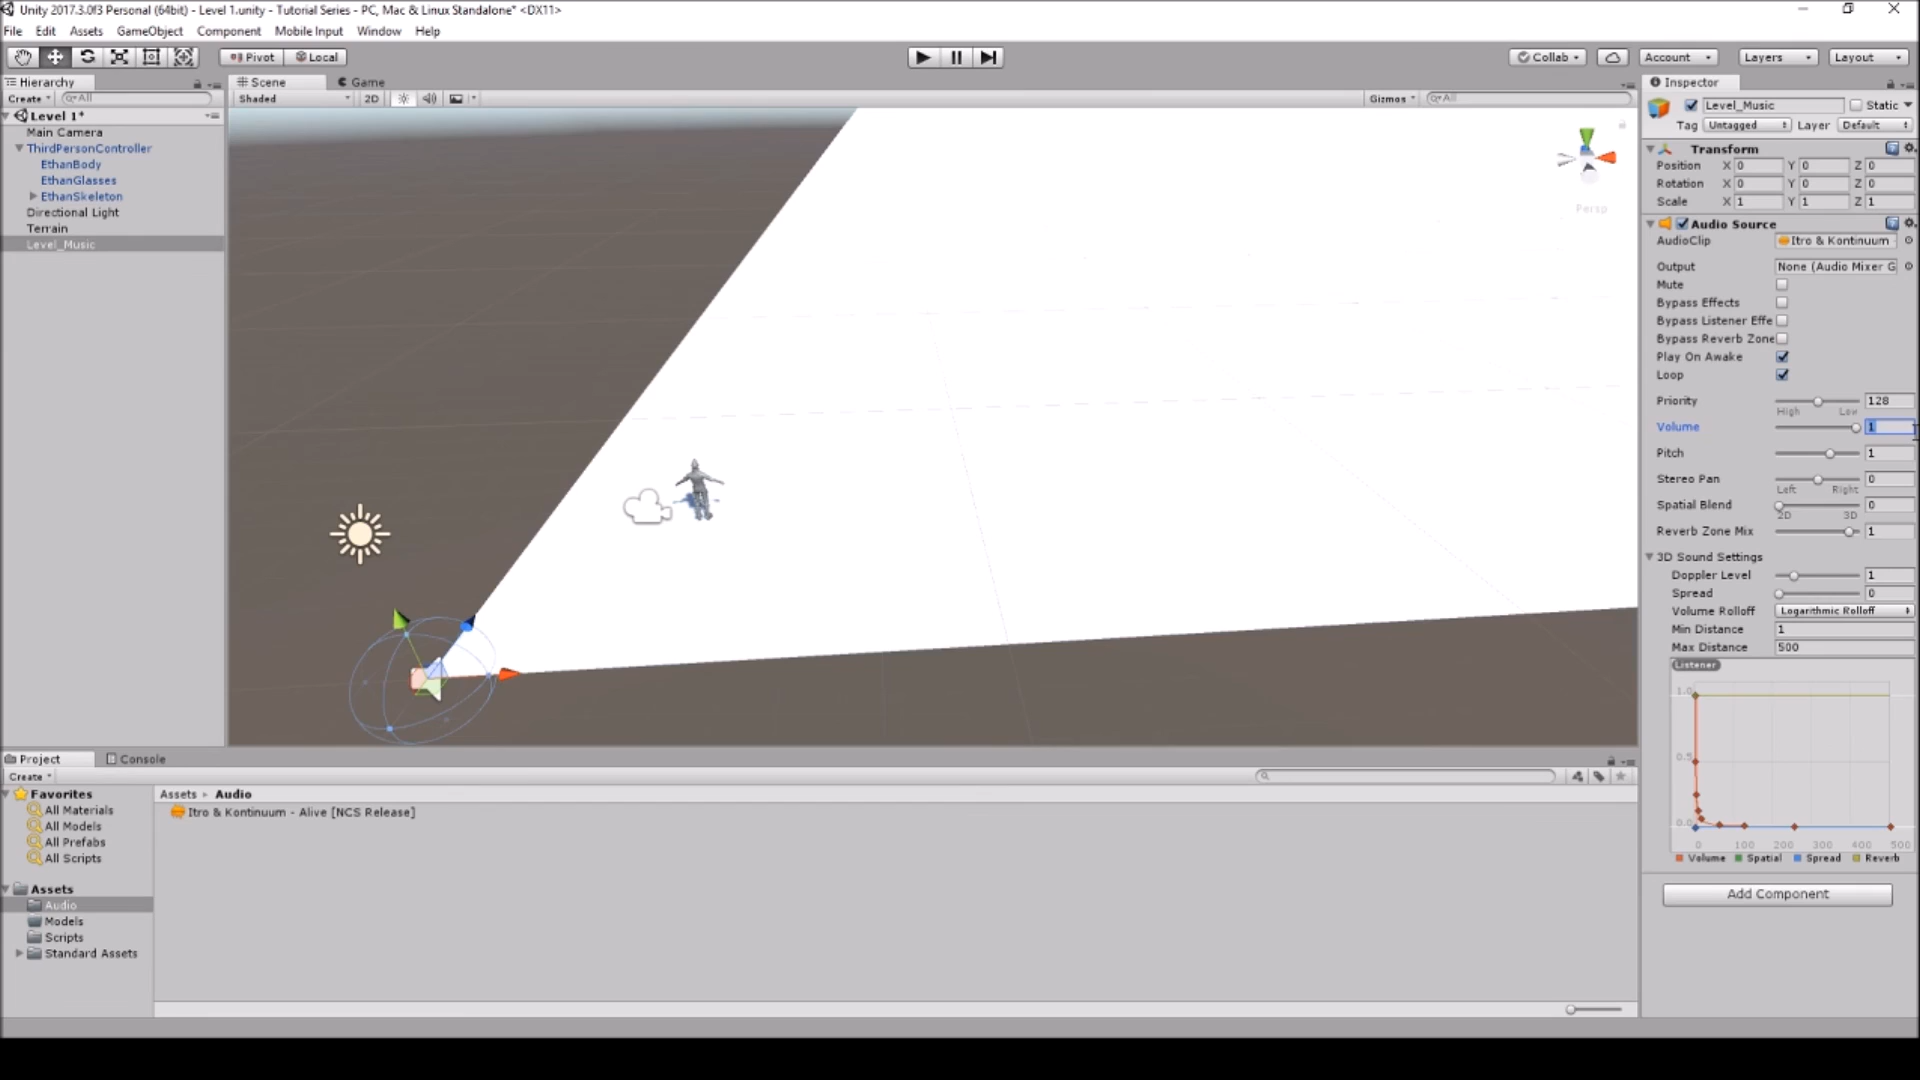 Unity 2017.3.0f3 Personal (64bit) - Level 1.unity - Tutorial Series - PC, Mac & Linux Standalone* <DX11>
File Edit Assets GameObject Component Mobile Input Window Help
Pivot Local Collab Account Layers Layout
Hierarchy
Create All
Level 1*
Main Camera
ThirdPersonController
EthanBody
EthanGlasses
EthanSkeleton
Directional Light
Terrain
Level_Music
Scene Game
Shaded 2D Gizmos All
Persp
Inspector
Level_Music Static
Tag Untagged Layer Default
Transform
Position X 0 Y 0 Z 0
Rotation X 0 Y 0 Z 0
Scale X 1 Y 1 Z 1
Audio Source
AudioClip Itro & Kontinuum
Output None (Audio Mixer G
Mute
Bypass Effects
Bypass Listener Effe
Bypass Reverb Zone
Play On Awake
Loop
Priority 128
High Low
Volume 1
Pitch 1
Stereo Pan 0
Left Right
Spatial Blend 0
2D 3D
Reverb Zone Mix 1
3D Sound Settings
Doppler Level 1
Spread 0
Volume Rolloff Logarithmic Rolloff
Min Distance 1
Max Distance 500
Listener
1.0
0.5
0.0
0 100 200 300 400 500
Volume Spatial Spread Reverb
Add Component
Project Console
Create
Favorites
All Materials
All Models
All Prefabs
All Scripts
Assets
Audio
Models
Scripts
Standard Assets
Assets Audio
Itro & Kontinuum - Alive [NCS Release]